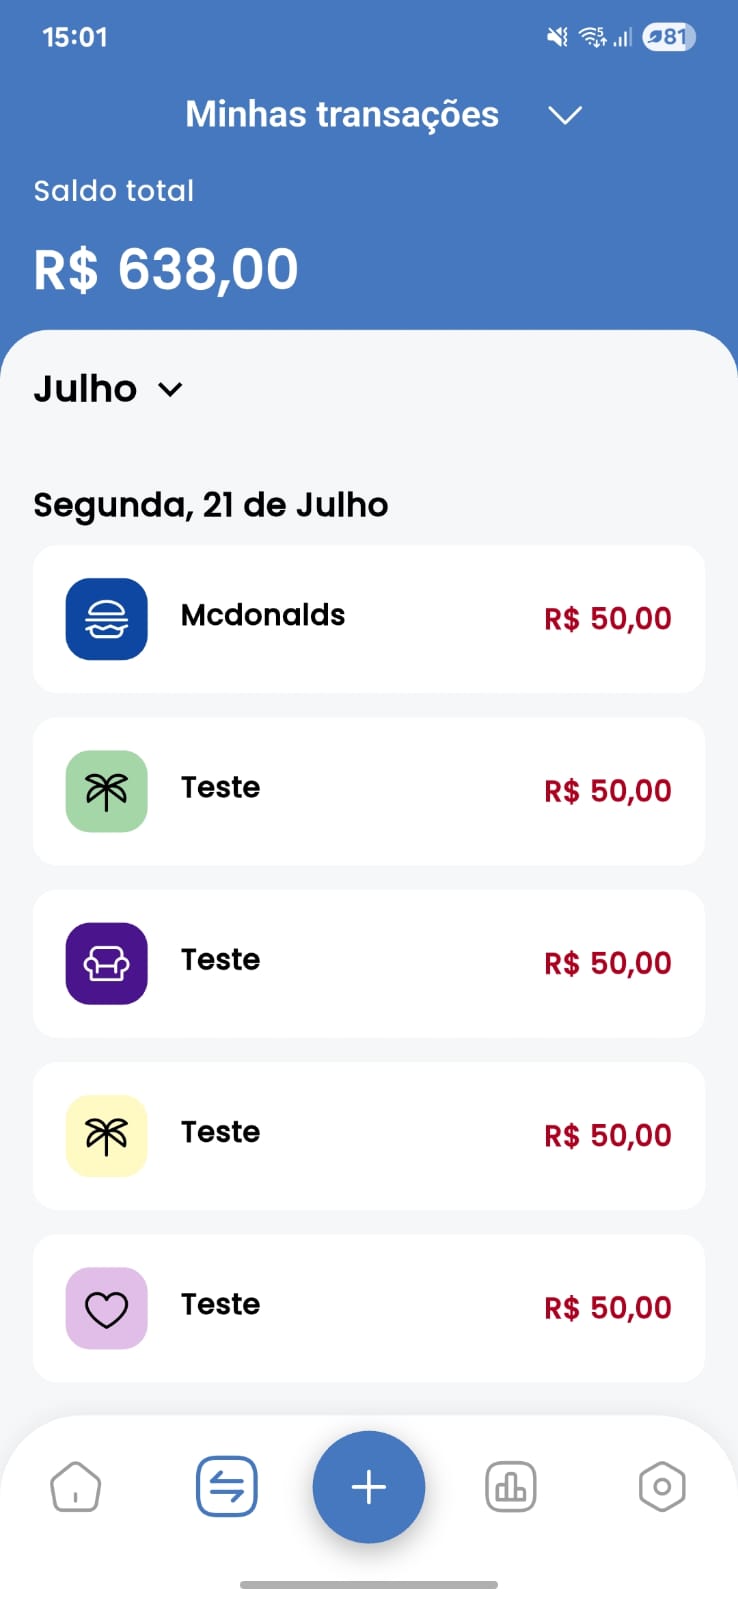 15:01
5
81
Minhas transações
Saldo total
R$ 638,00
Julho
Segunda, 21 de Julho
Mcdonalds
R$ 50,00
Teste
R$ 50,00
Teste
R$ 50,00
Teste
R$ 50,00
Teste
R$ 50,00